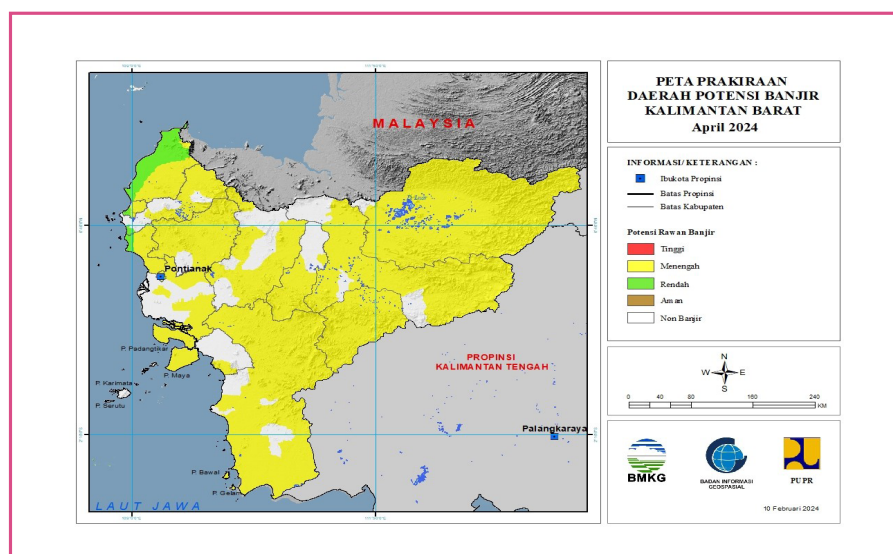 PETA PRAKIRAAN
DAERAH POTENSI BANJIR
KALIMANTAN BARAT
April 2024
INFORMASI/KETERANGAN :
Ibukota Propinsi
Batas Propinsi
Batas Kabupaten
Potensi Rawan Banjir
Tinggi
Menengah
Rendah
Aman
Non Banjir
N
W E
S
0 40 80 160 240
KM
BMKG
BADAN INFORMASI
GEOSPASIAL
PUPR
10 Februari 2024
MALAYSIA
Pontianak
P. Padangtikar
P. Maya
P. Karimata
P. Serutu
PROPINSI
KALIMANTAN TENGAH
Palangkaraya
P. Bawal
P. Gelam
LAUT JAWA